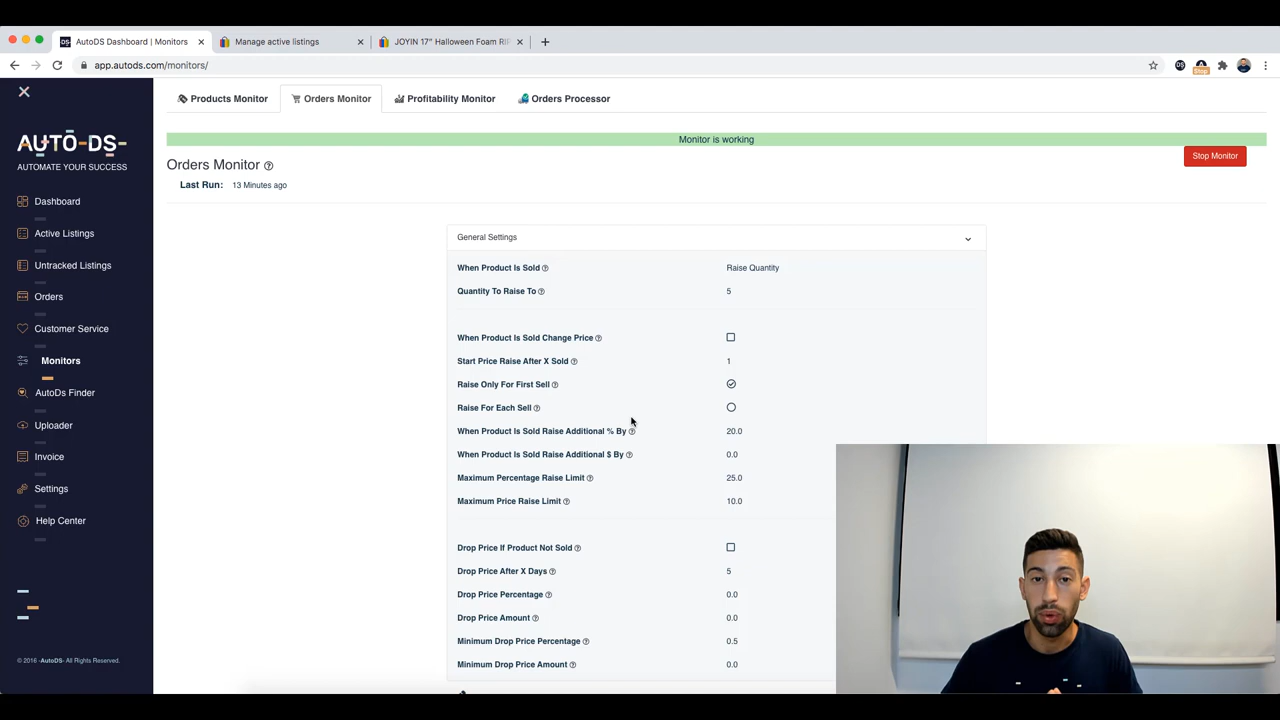 AutoDS Dashboard | Monitors
Manage active listings
JOYIN 17" Halloween Foam RI
app.autods.com/monitors/
DS
Stop
Products Monitor
Orders Monitor
Profitability Monitor
Orders Processor
Monitor is working
Orders Monitor
Stop Monitor
Last Run: 13 Minutes ago
AUTO-DS-
AUTOMATE YOUR SUCCESS
Dashboard
Active Listings
Untracked Listings
Orders
Customer Service
Monitors
AutoDs Finder
Uploader
Invoice
Settings
Help Center
© 2016 -AutoDS- All Rights Reserved.
General Settings
When Product Is Sold Raise Quantity
Quantity To Raise To 5
When Product Is Sold Change Price
Start Price Raise After X Sold 1
Raise Only For First Sell
Raise For Each Sell
When Product Is Sold Raise Additional % By 20.0
When Product Is Sold Raise Additional $ By 0.0
Maximum Percentage Raise Limit 25.0
Maximum Price Raise Limit 10.0
Drop Price If Product Not Sold
Drop Price After X Days 5
Drop Price Percentage 0.0
Drop Price Amount 0.0
Minimum Drop Price Percentage 0.5
Minimum Drop Price Amount 0.0